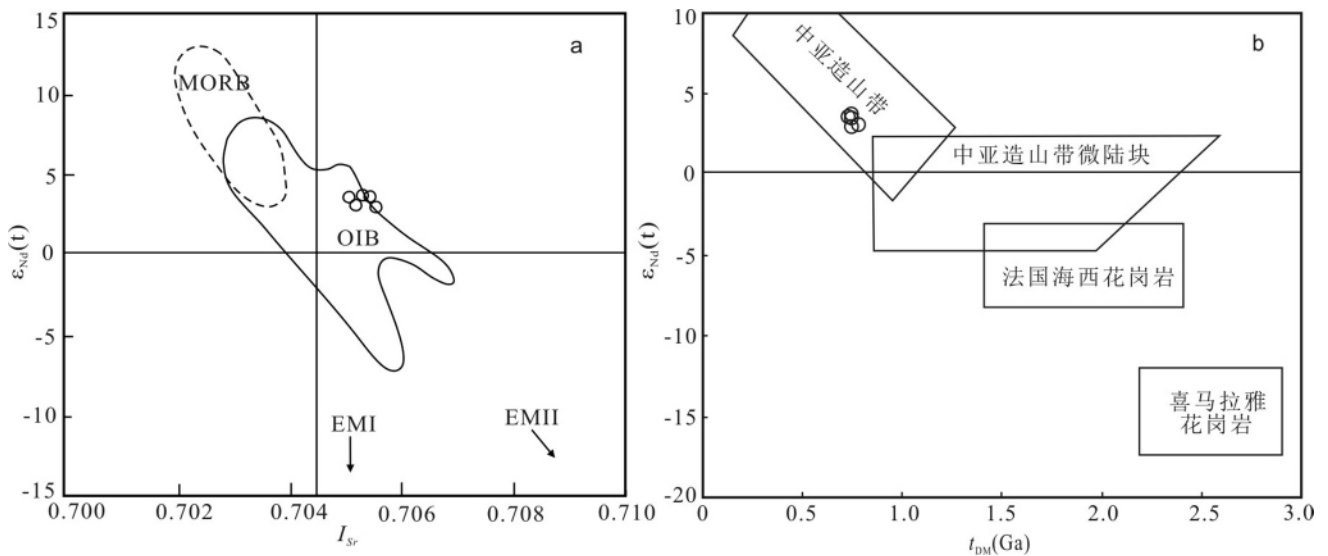 a
15
10
5
0
-5
-10
-15
εNd(t)
MORB
OIB
EMI
EMII
0.700
0.702
0.704
0.706
0.708
0.710
ISr
b
10
5
0
-5
-10
-15
-20
εNd(t)
中亚造山带
中亚造山带微陆块
法国海西花岗岩
喜马拉雅
花岗岩
0
0.5
1.0
1.5
2.0
2.5
3.0
tDM(Ga)